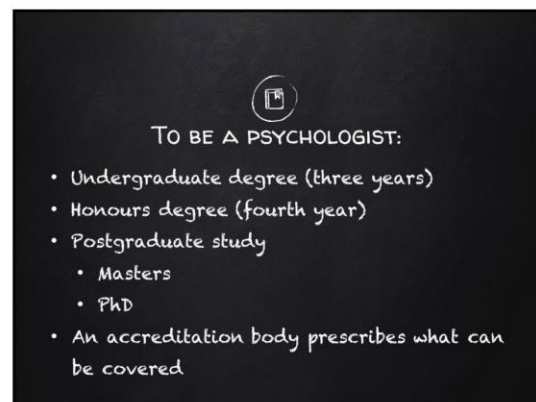 TO BE A PSYCHOLOGIST:
• Undergraduate degree (three years)
• Honours degree (fourth year)
• Postgraduate study
• Masters
• PhD
• An accreditation body prescribes what can
be covered